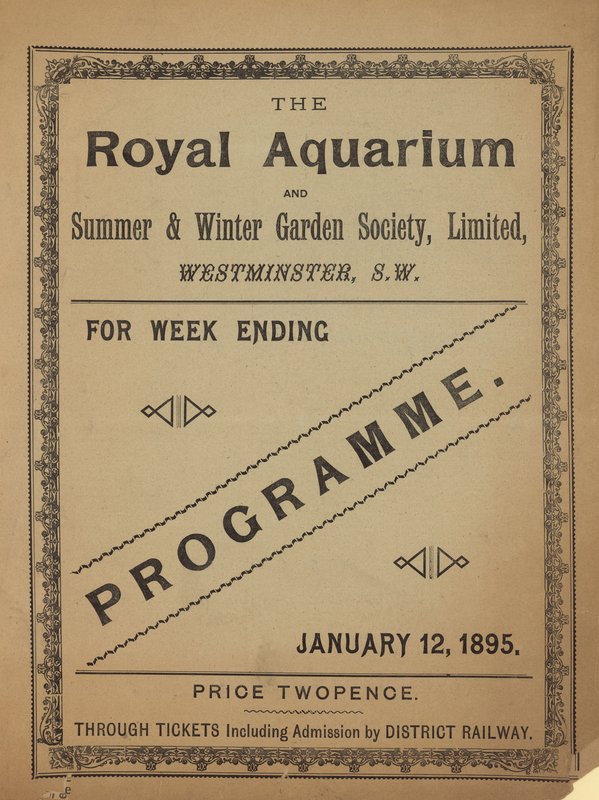 THE
Royal Aquarium
AND
Summer & Winter Garden Society, Limited,
WESTMINSTER, S.W.
FOR WEEK ENDING
PROGRAMME.
JANUARY 12, 1895.
PRICE TWOPENCE.
THROUGH TICKETS Including Admission by DISTRICT RAILWAY.